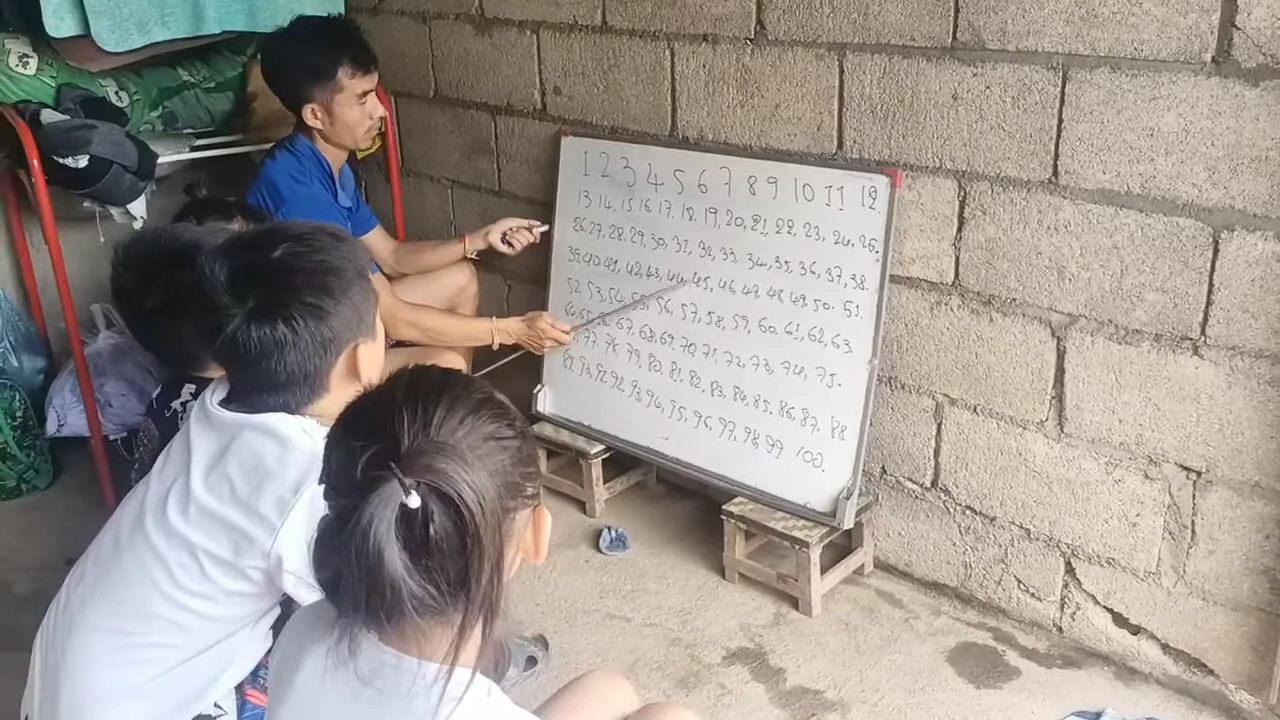 1 2 3 4 5 6 7 8 9 10 11 12
13, 14, 15, 16, 17, 18, 19, 20, 21, 22, 23, 24, 25.
26, 27, 28, 29, 30, 31, 32, 33, 34, 35, 36, 37, 38.
39, 40, 41, 42, 43, 44, 45, 46, 47, 48, 49, 50, 51.
52, 53, 54, 55, 56, 57, 58, 59, 60, 61, 62, 63.
64, 65, 66, 67, 68, 69, 70, 71, 72, 73, 74, 75.
77, 78, 79, 80, 81, 82, 83, 84, 85, 86, 87, 88
92, 93, 94, 95, 96, 97, 98, 99 100.